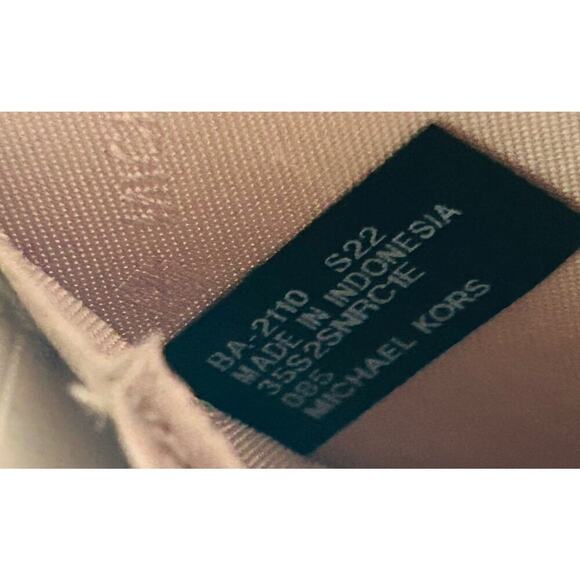 BA-2110 S22
MADE IN INDONESIA
35S2SNRC1E
085
MICHAEL KORS